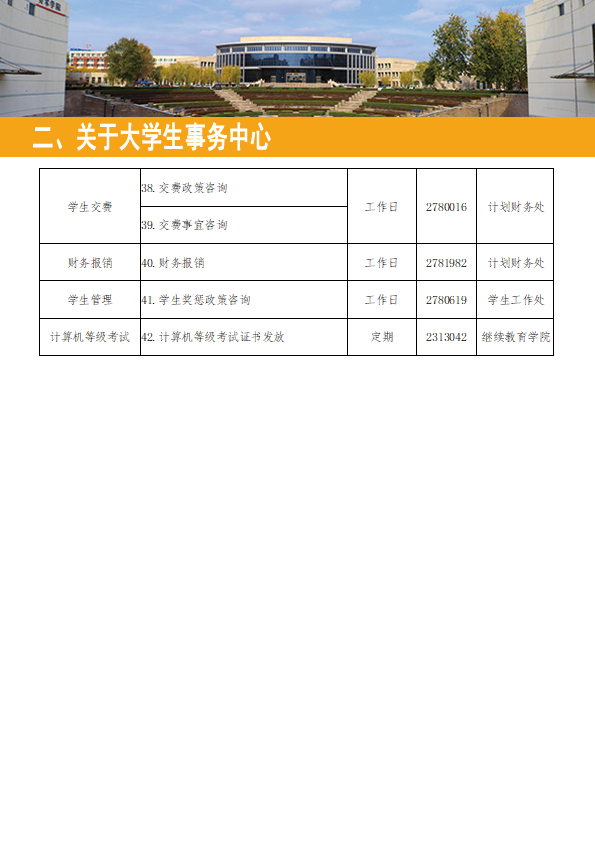 二、关于大学生事务中心
学生交费 38. 交费政策咨询 工作日 2780016 计划财务处
39. 交费事宜咨询
财务报销 40. 财务报销 工作日 2781982 计划财务处
学生管理 41. 学生奖惩政策咨询 工作日 2780619 学生工作处
计算机等级考试 42. 计算机等级考试证书发放 定期 2313042 继续教育学院